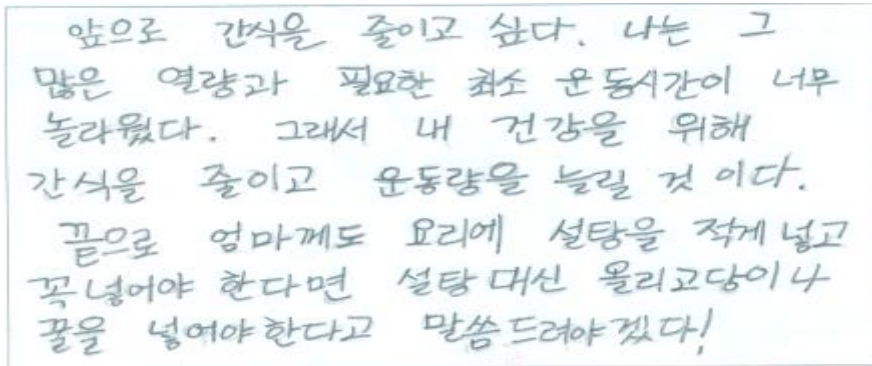 앞으로 간식을 줄이고 싶다. 나는 그
많은 열량과 필요한 최소 운동시간이 너무
놀라웠다. 그래서 내 건강을 위해
간식을 줄이고 운동량을 늘릴 것 이다.
끝으로 엄마께도 요리에 설탕을 적게 넣고
꼭 넣어야 한다면 설탕 대신 올리고당이나
꿀을 넣어야한다고 말씀드려야겠다!